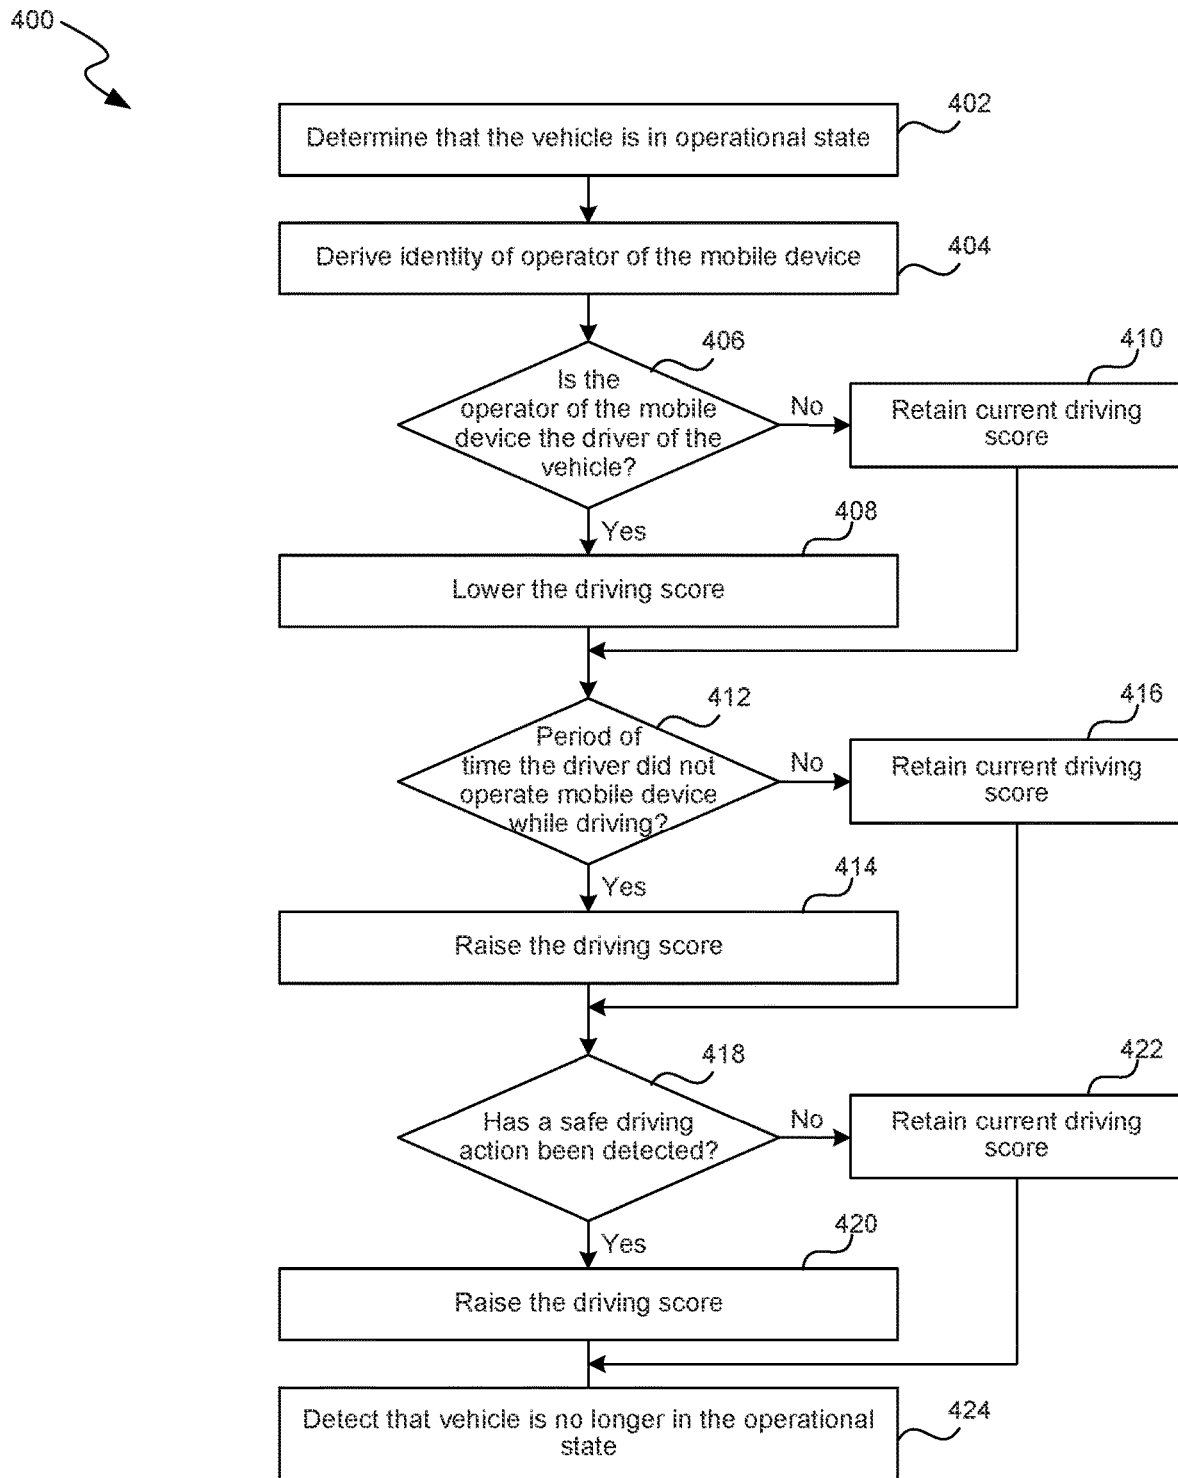 400
402
Determine that the vehicle is in operational state
404
Derive identity of operator of the mobile device
406
Is the
operator of the mobile
device the driver of the
vehicle?
No
410
Retain current driving
score
Yes
408
Lower the driving score
412
Period of
time the driver did not
operate mobile device
while driving?
No
416
Retain current driving
score
Yes
414
Raise the driving score
418
Has a safe driving
action been detected?
No
422
Retain current driving
score
Yes
420
Raise the driving score
Detect that vehicle is no longer in the operational
state
424